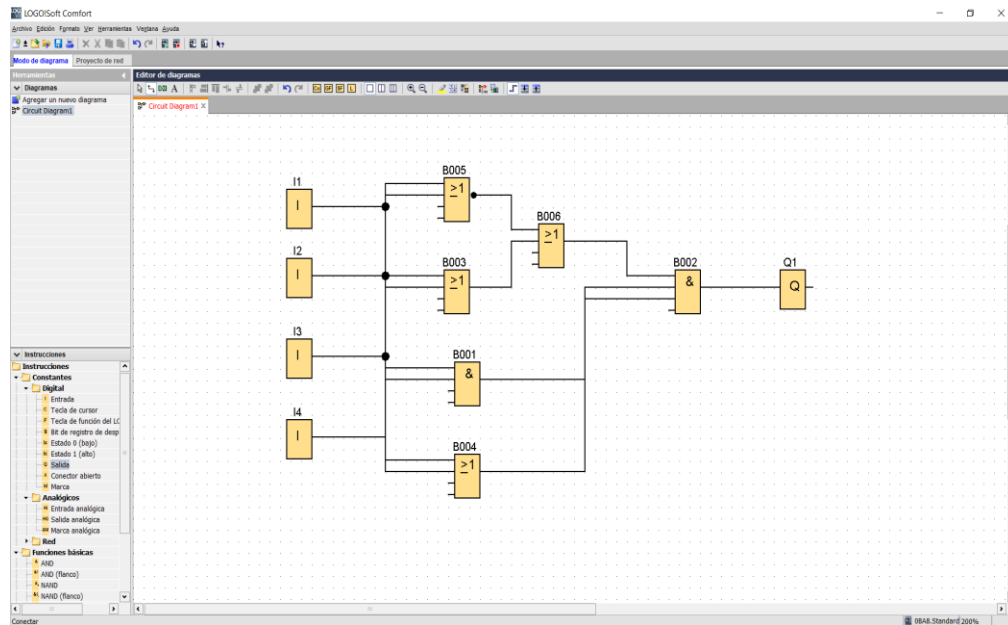 LOGO!Soft Comfort
Archivo Edición Formato Ver Herramientas Ventana Ayuda
Modo de diagrama Proyecto de red
Herramientas
Diagramas
Agregar un nuevo diagrama
Circuit Diagram1
Editor de diagramas
Circuit Diagram1 X
I1
I
I2
I
I3
I
I4
I
B005
>1
B006
>1
B003
>1
B002
&
Q1
Q
B001
&
B004
>1
Instrucciones
Instrucciones
Constantes
Digital
Entrada
Tecla de cursor
Tecla de función del LC
Bit de registro de desp
Estado 0 (bajo)
Estado 1 (alto)
Salida
Conector abierto
Marca
Analógicos
Entrada analógica
Salida analógica
Marca analógica
Red
Funciones básicas
AND
AND (flanco)
NAND
NAND (flanco)
Conectar
0BA8.Standard 200%